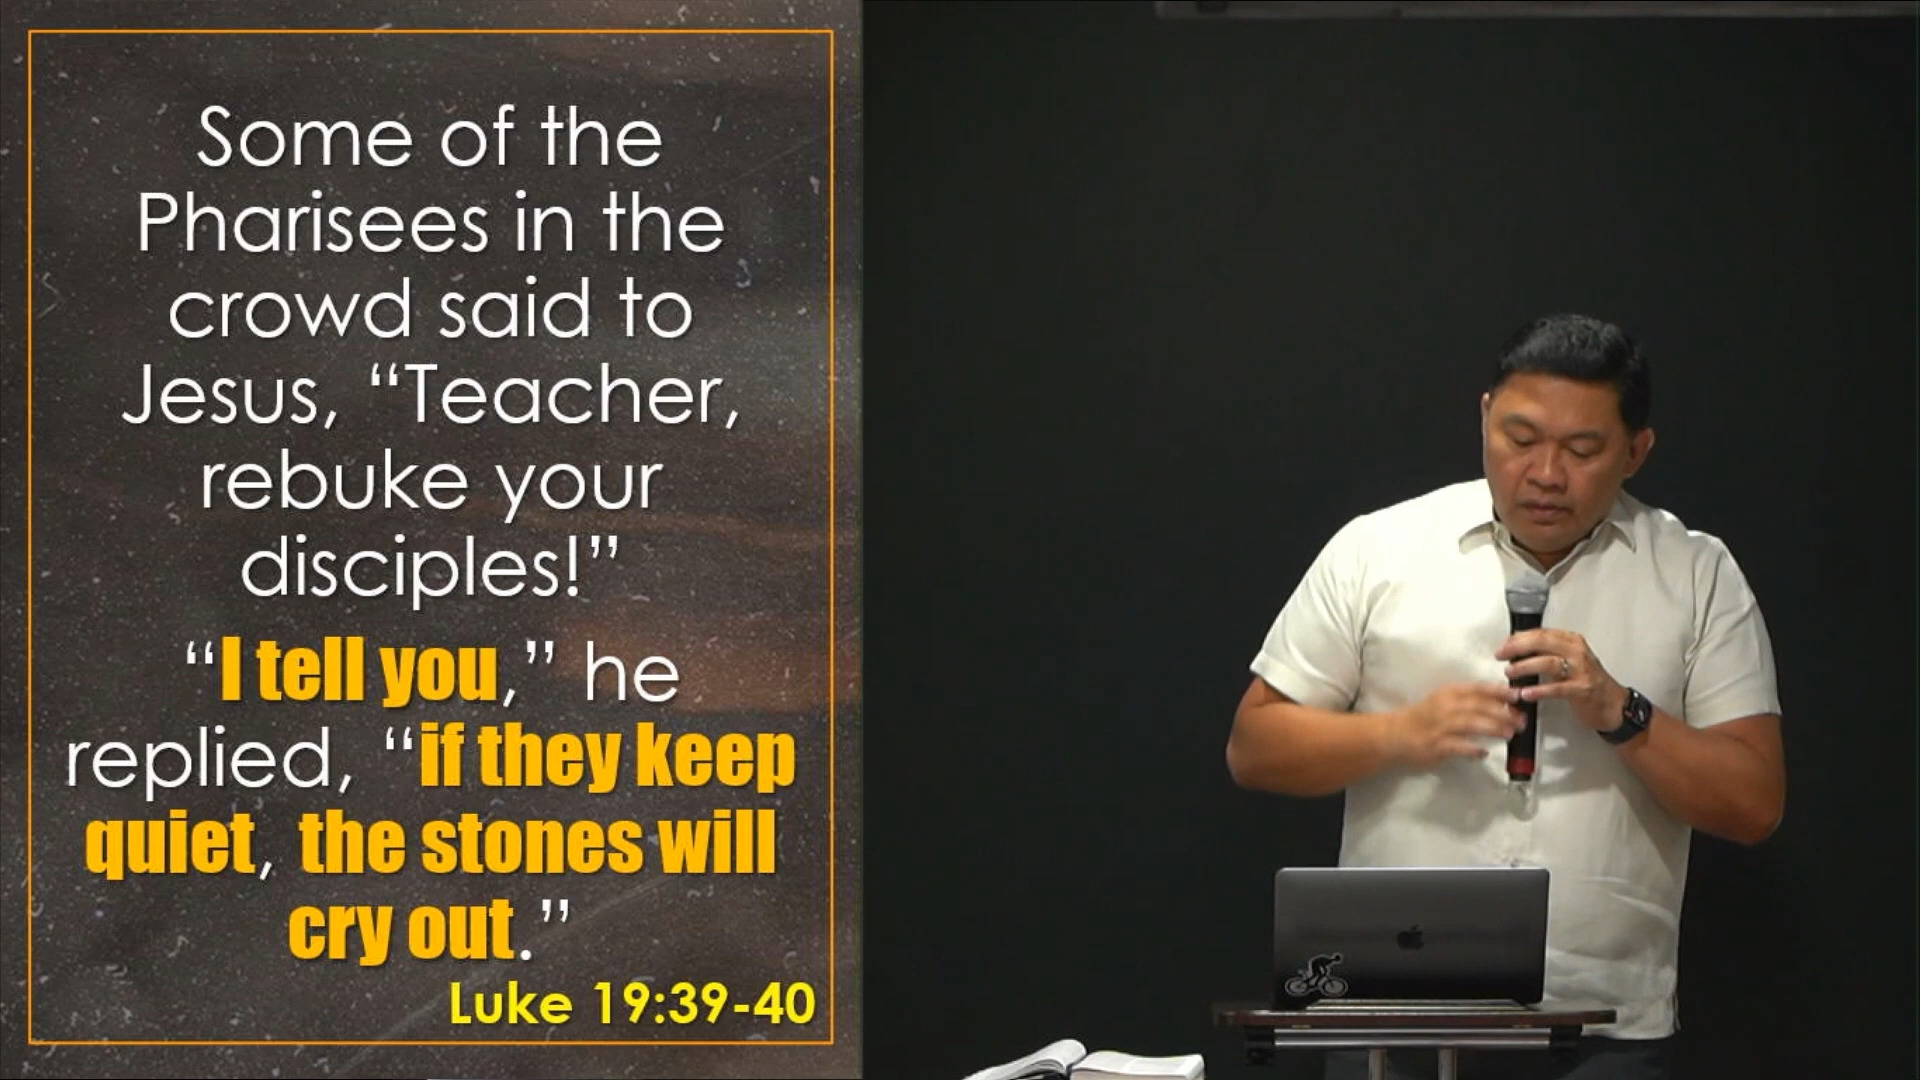 Some of the
Pharisees in the
crowd said to
Jesus, “Teacher,
rebuke your
disciples!”
“I tell you,” he
replied, “if they keep
quiet, the stones will
cry out.”
Luke 19:39-40